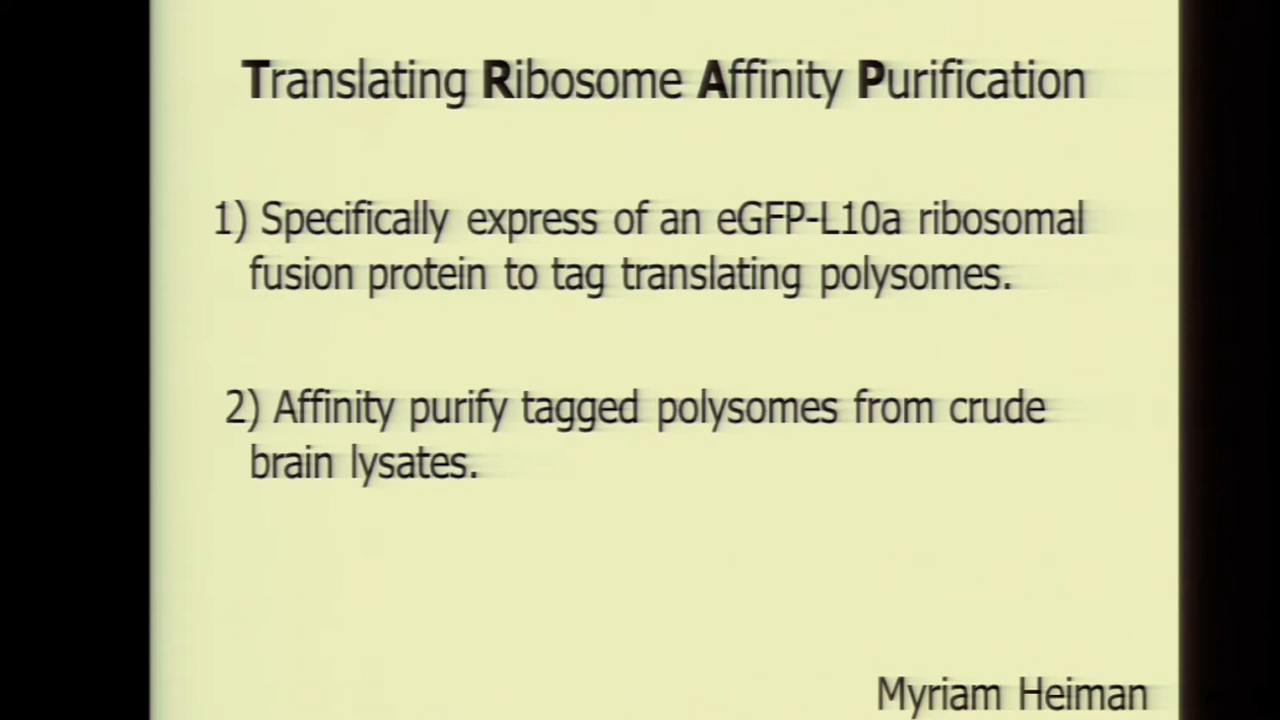 Translating Ribosome Affinity Purification
1) Specifically express of an eGFP-L10a ribosomal
fusion protein to tag translating polysomes.
2) Affinity purify tagged polysomes from crude
brain lysates.
Myriam Heiman